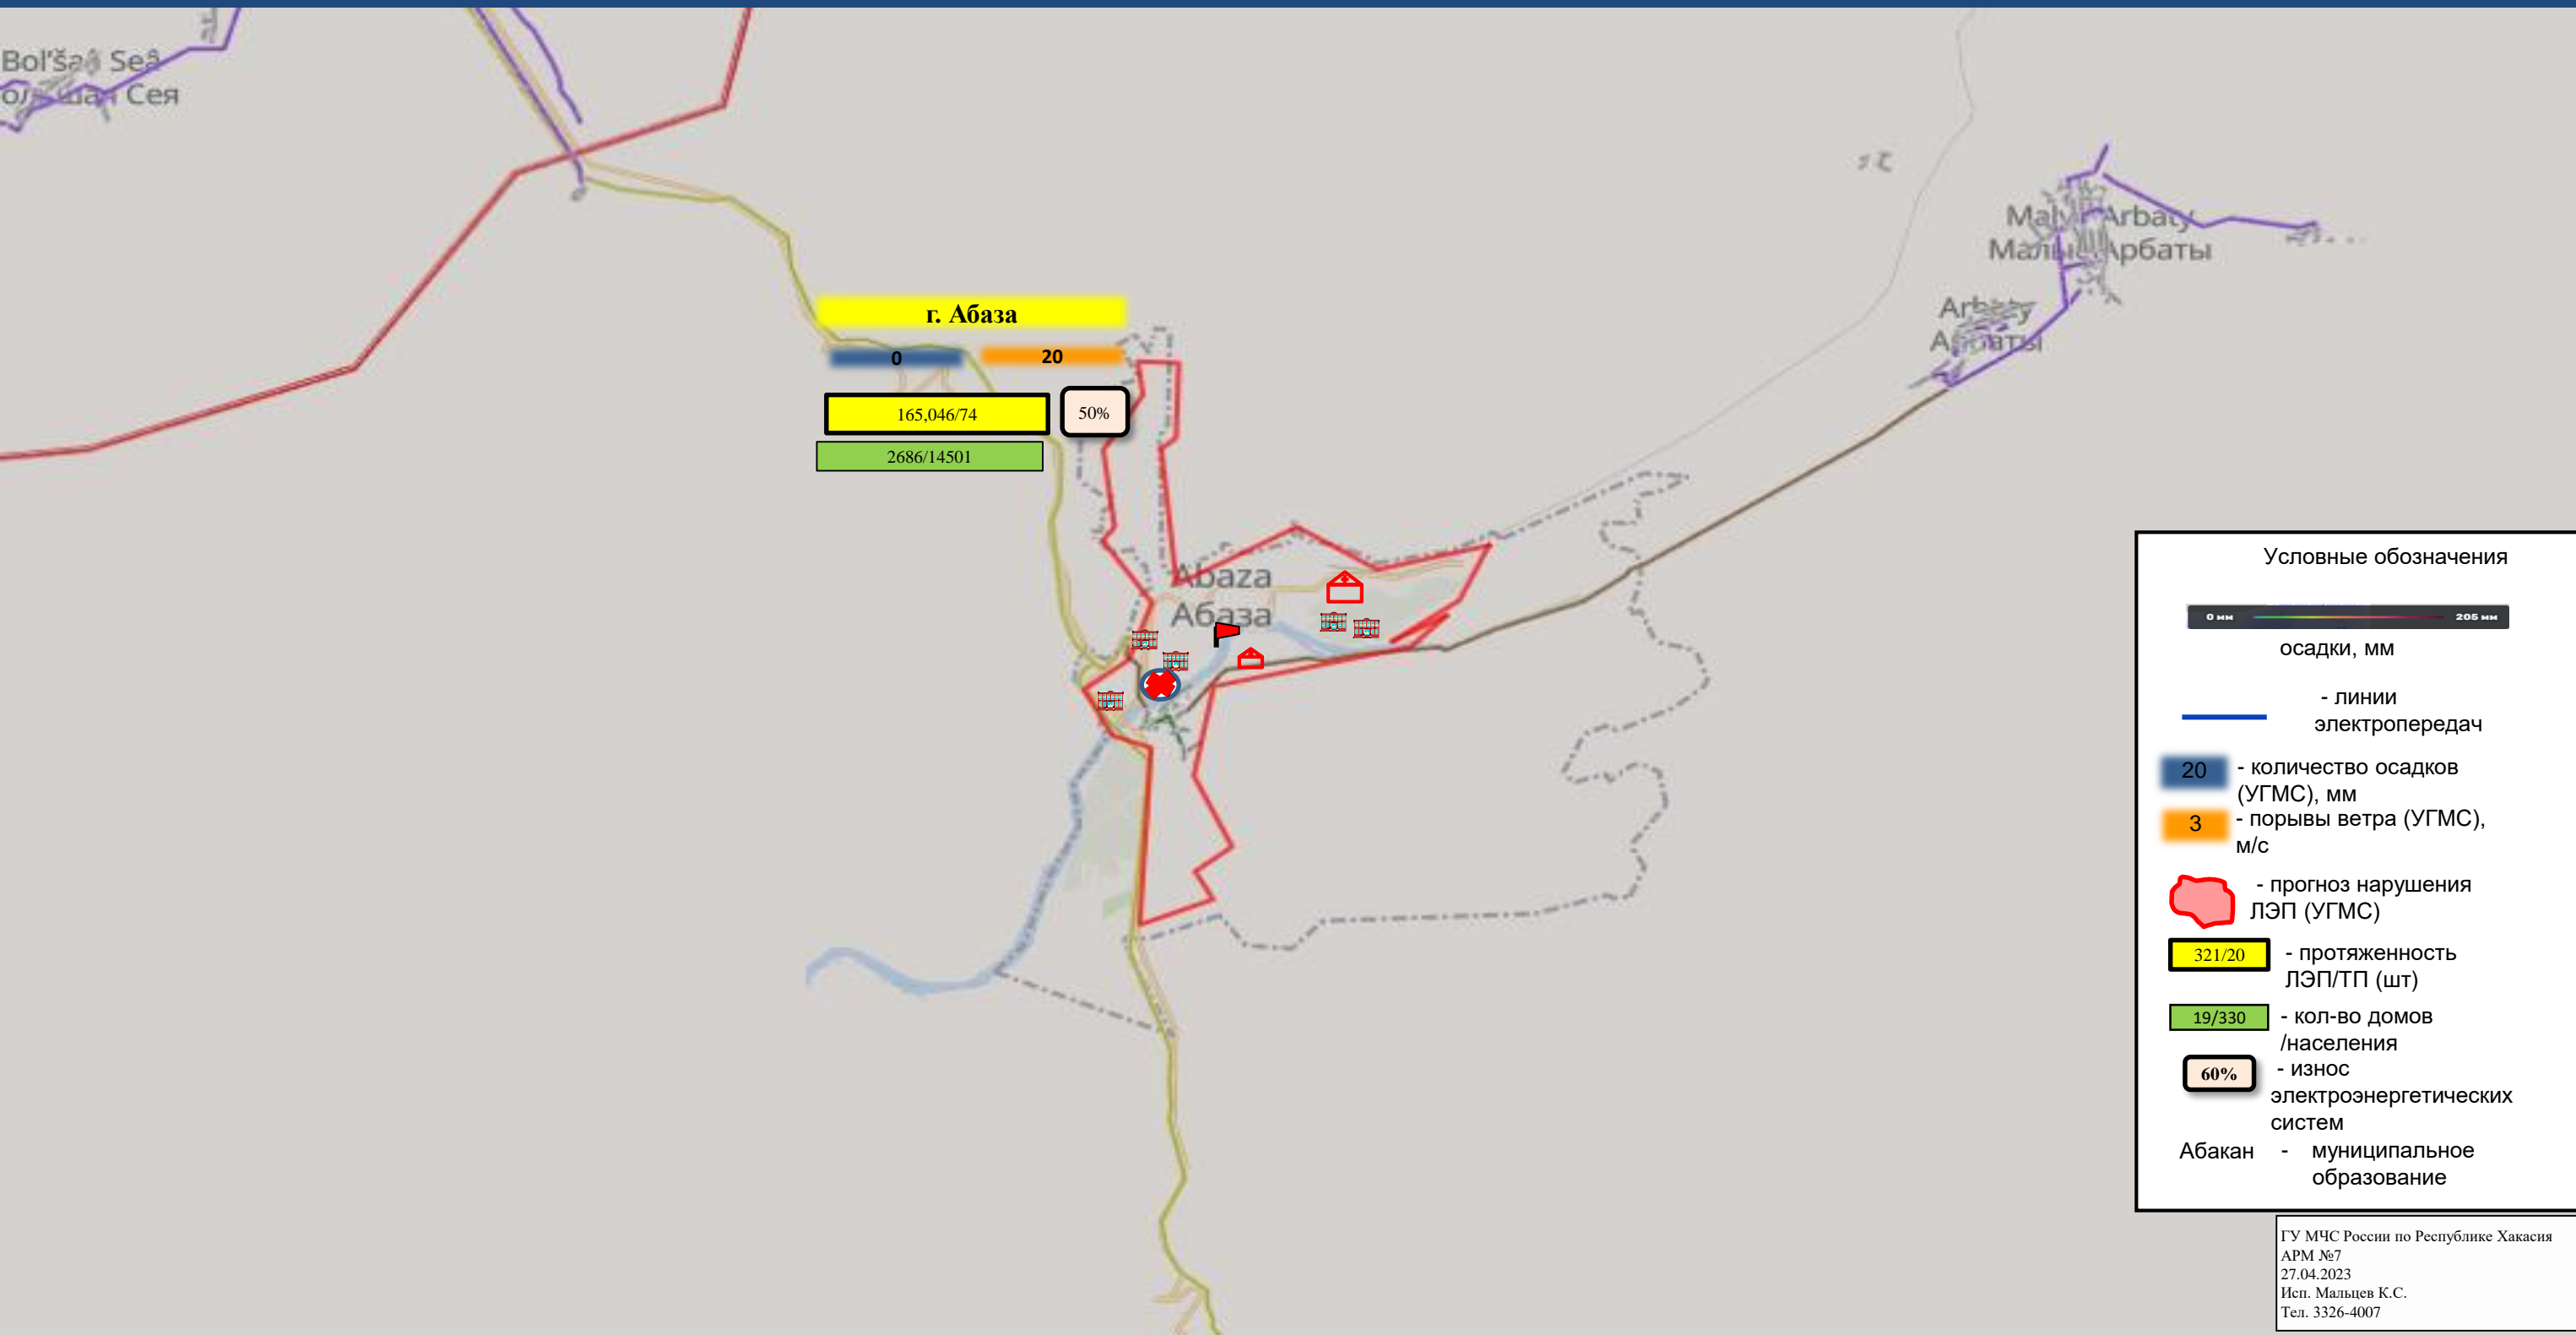 Bol'šaâ Seâ
Большая Сея
Malye Arbaty
Малые Арбаты
Arbaty
Арбаты
г. Абаза
0
20
165,046/74
50%
2686/14501
Abaza
Абаза
Условные обозначения
0 мм
205 мм
осадки, мм
- линии
электропередач
20
- количество осадков
(УГМС), мм
3
- порывы ветра (УГМС),
м/с
- прогноз нарушения
ЛЭП (УГМС)
321/20
- протяженность
ЛЭП/ТП (шт)
19/330
- кол-во домов
/населения
60%
- износ
электроэнергетических
систем
Абакан - муниципальное
образование
ГУ МЧС России по Республике Хакасия
АРМ №7
27.04.2023
Исп. Мальцев К.С.
Тел. 3326-4007